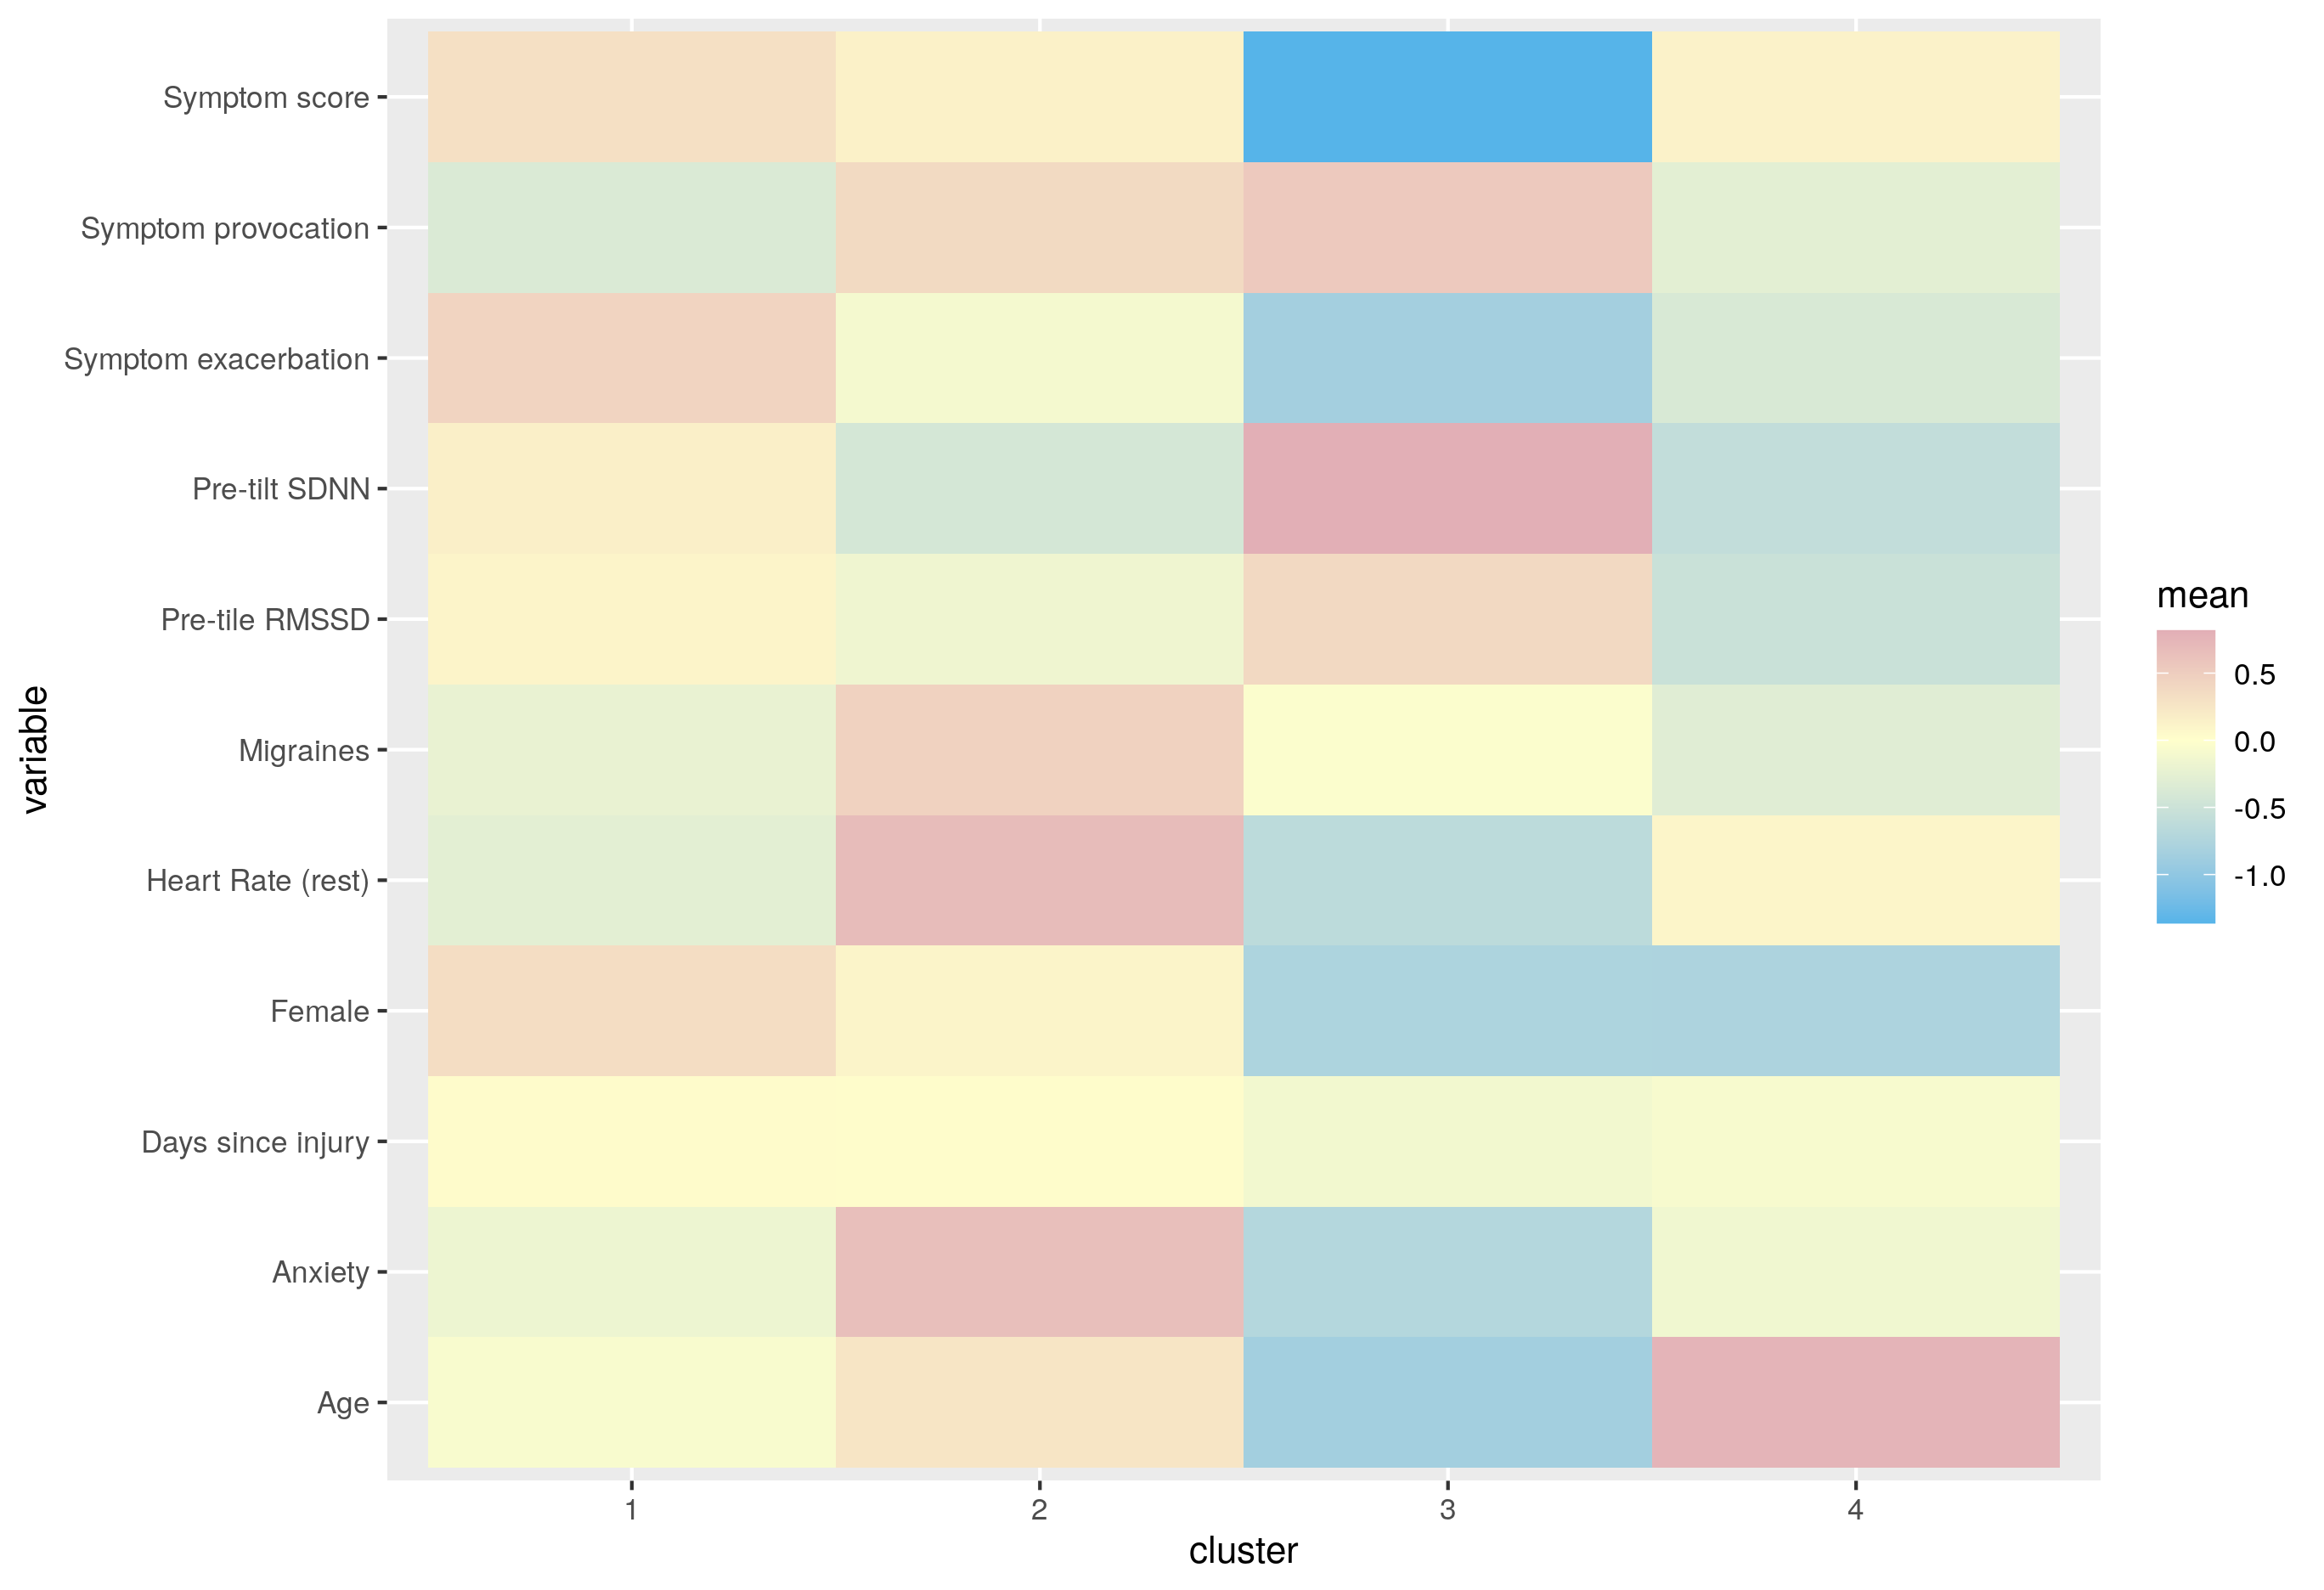 Symptom score
Symptom provocation
Symptom exacerbation
Pre-tilt SDNN
Pre-tile RMSSD
Migraines
Heart Rate (rest)
Female
Days since injury
Anxiety
Age
variable
1
2
3
4
cluster
mean
0.5
0.0
-0.5
-1.0